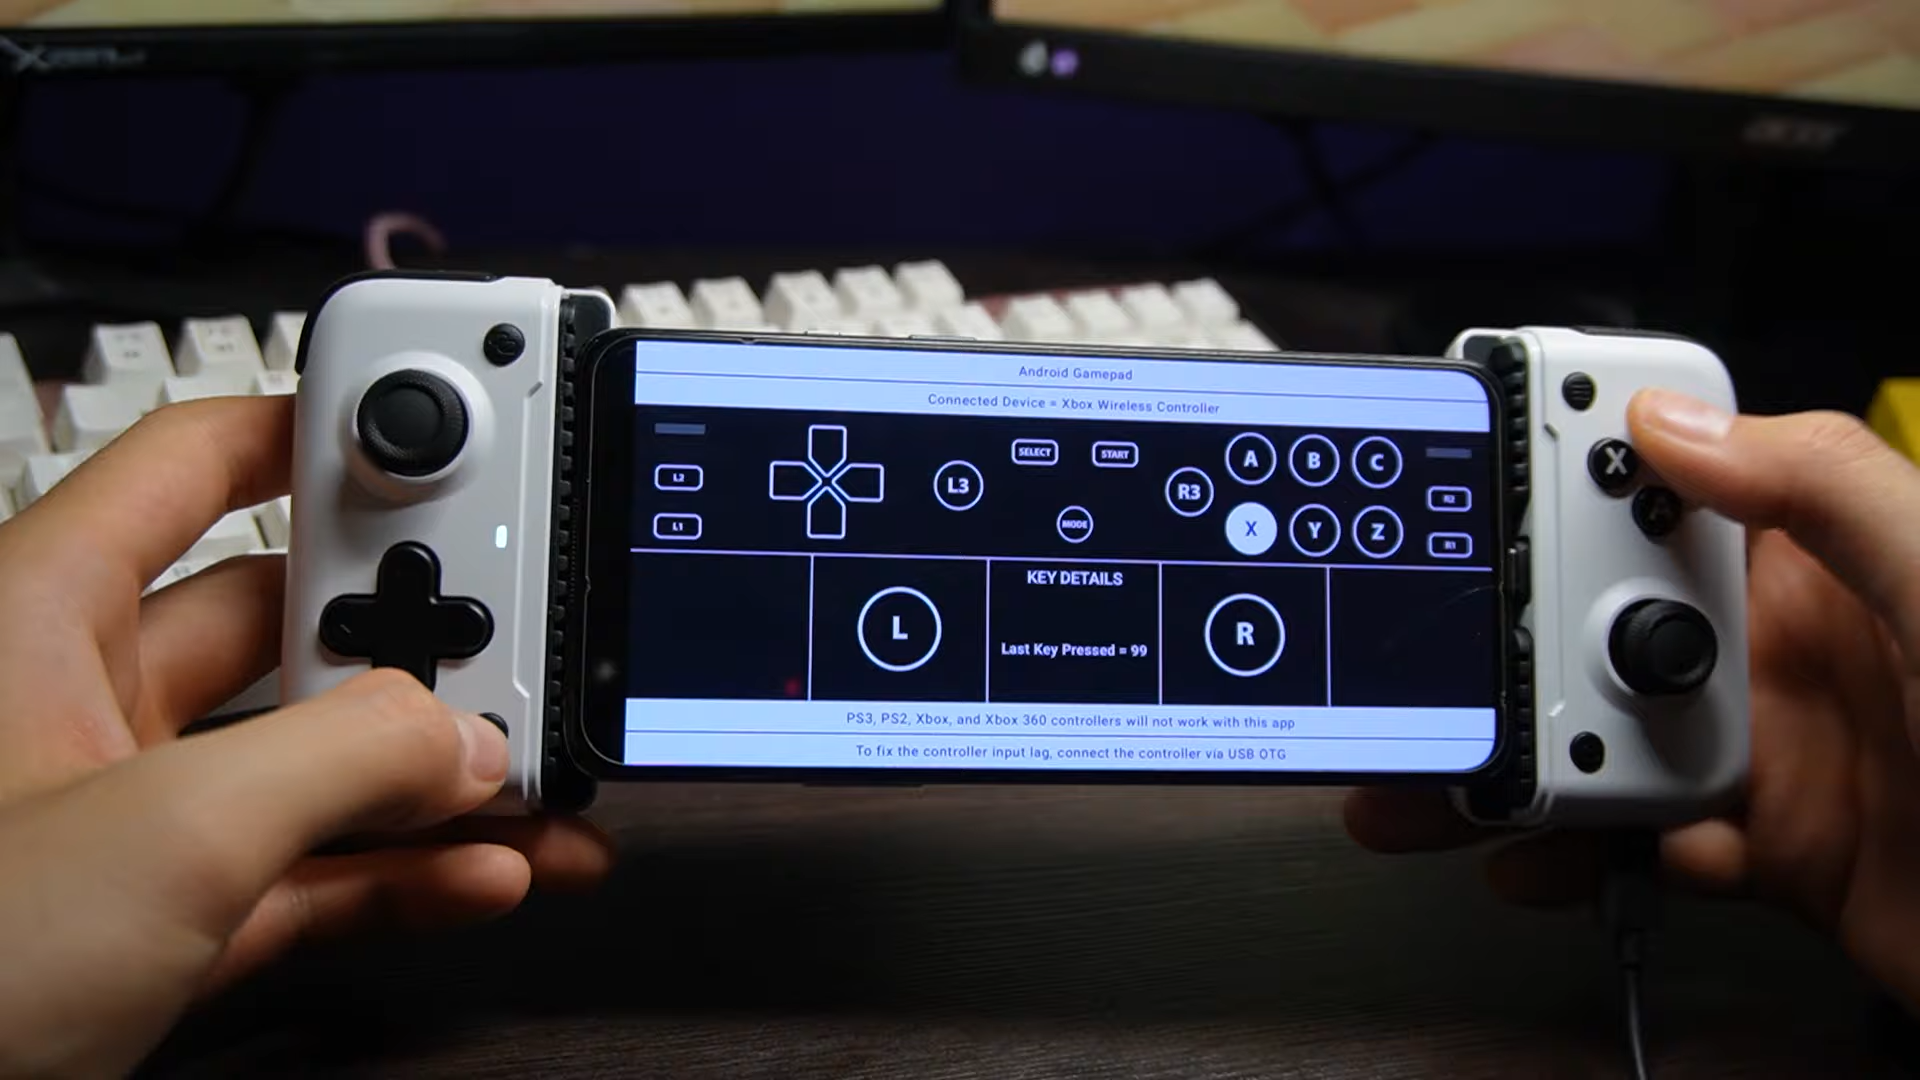 acer
Android Gamepad
Connected Device = Xbox Wireless Controller
SELECT
START
A
B
C
L2
L3
R3
R2
X
L1
MODE
X
Y
Z
R1
A
KEY DETAILS
L
R
Last Key Pressed = 99
PS3, PS2, Xbox, and Xbox 360 controllers will not work with this app
To fix the controller input lag, connect the controller via USB OTG